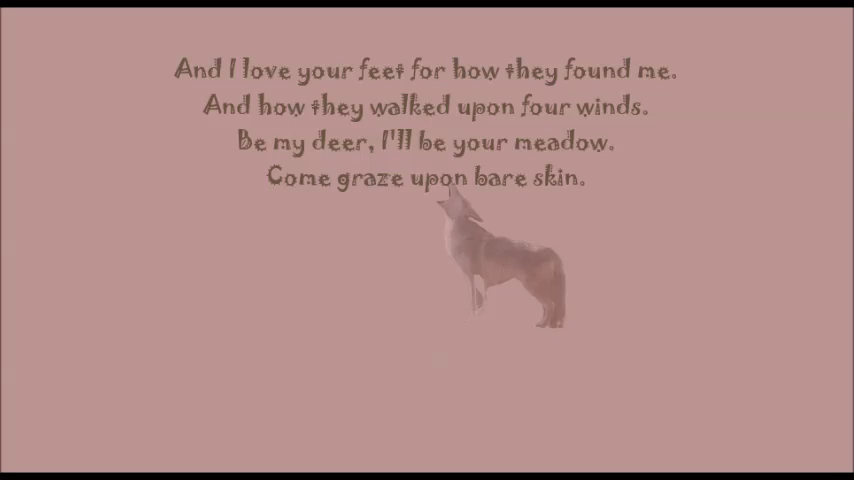 And I love your feet for how they found me.
And how they walked upon four winds.
Be my deer, I'll be your meadow.
Come graze upon bare skin.